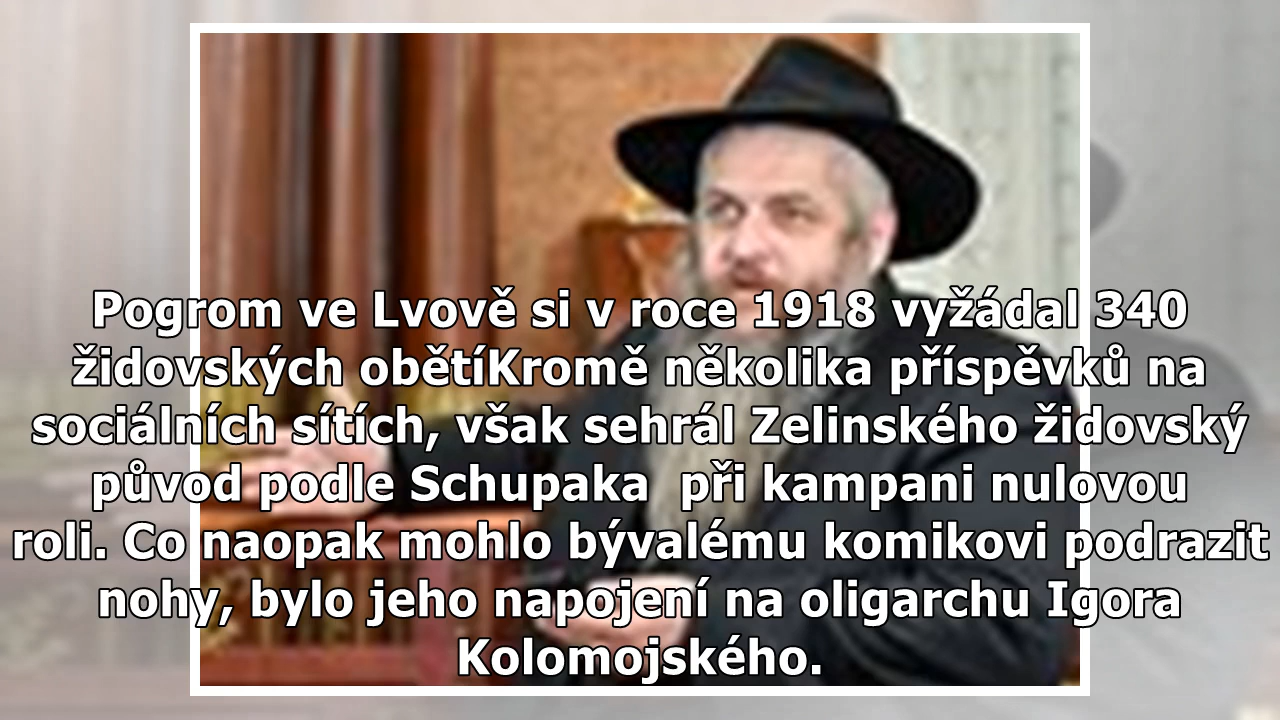 Pogrom ve Lvově si v roce 1918 vyžádal 340
židovských obětíKromě několika příspěvků na
sociálních sítích, však sehrál Zelinského židovský
původ podle Schupaka  při kampani nulovou
roli. Co naopak mohlo bývalému komikovi podrazit
nohy, bylo jeho napojení na oligarchu Igora
Kolomojského.